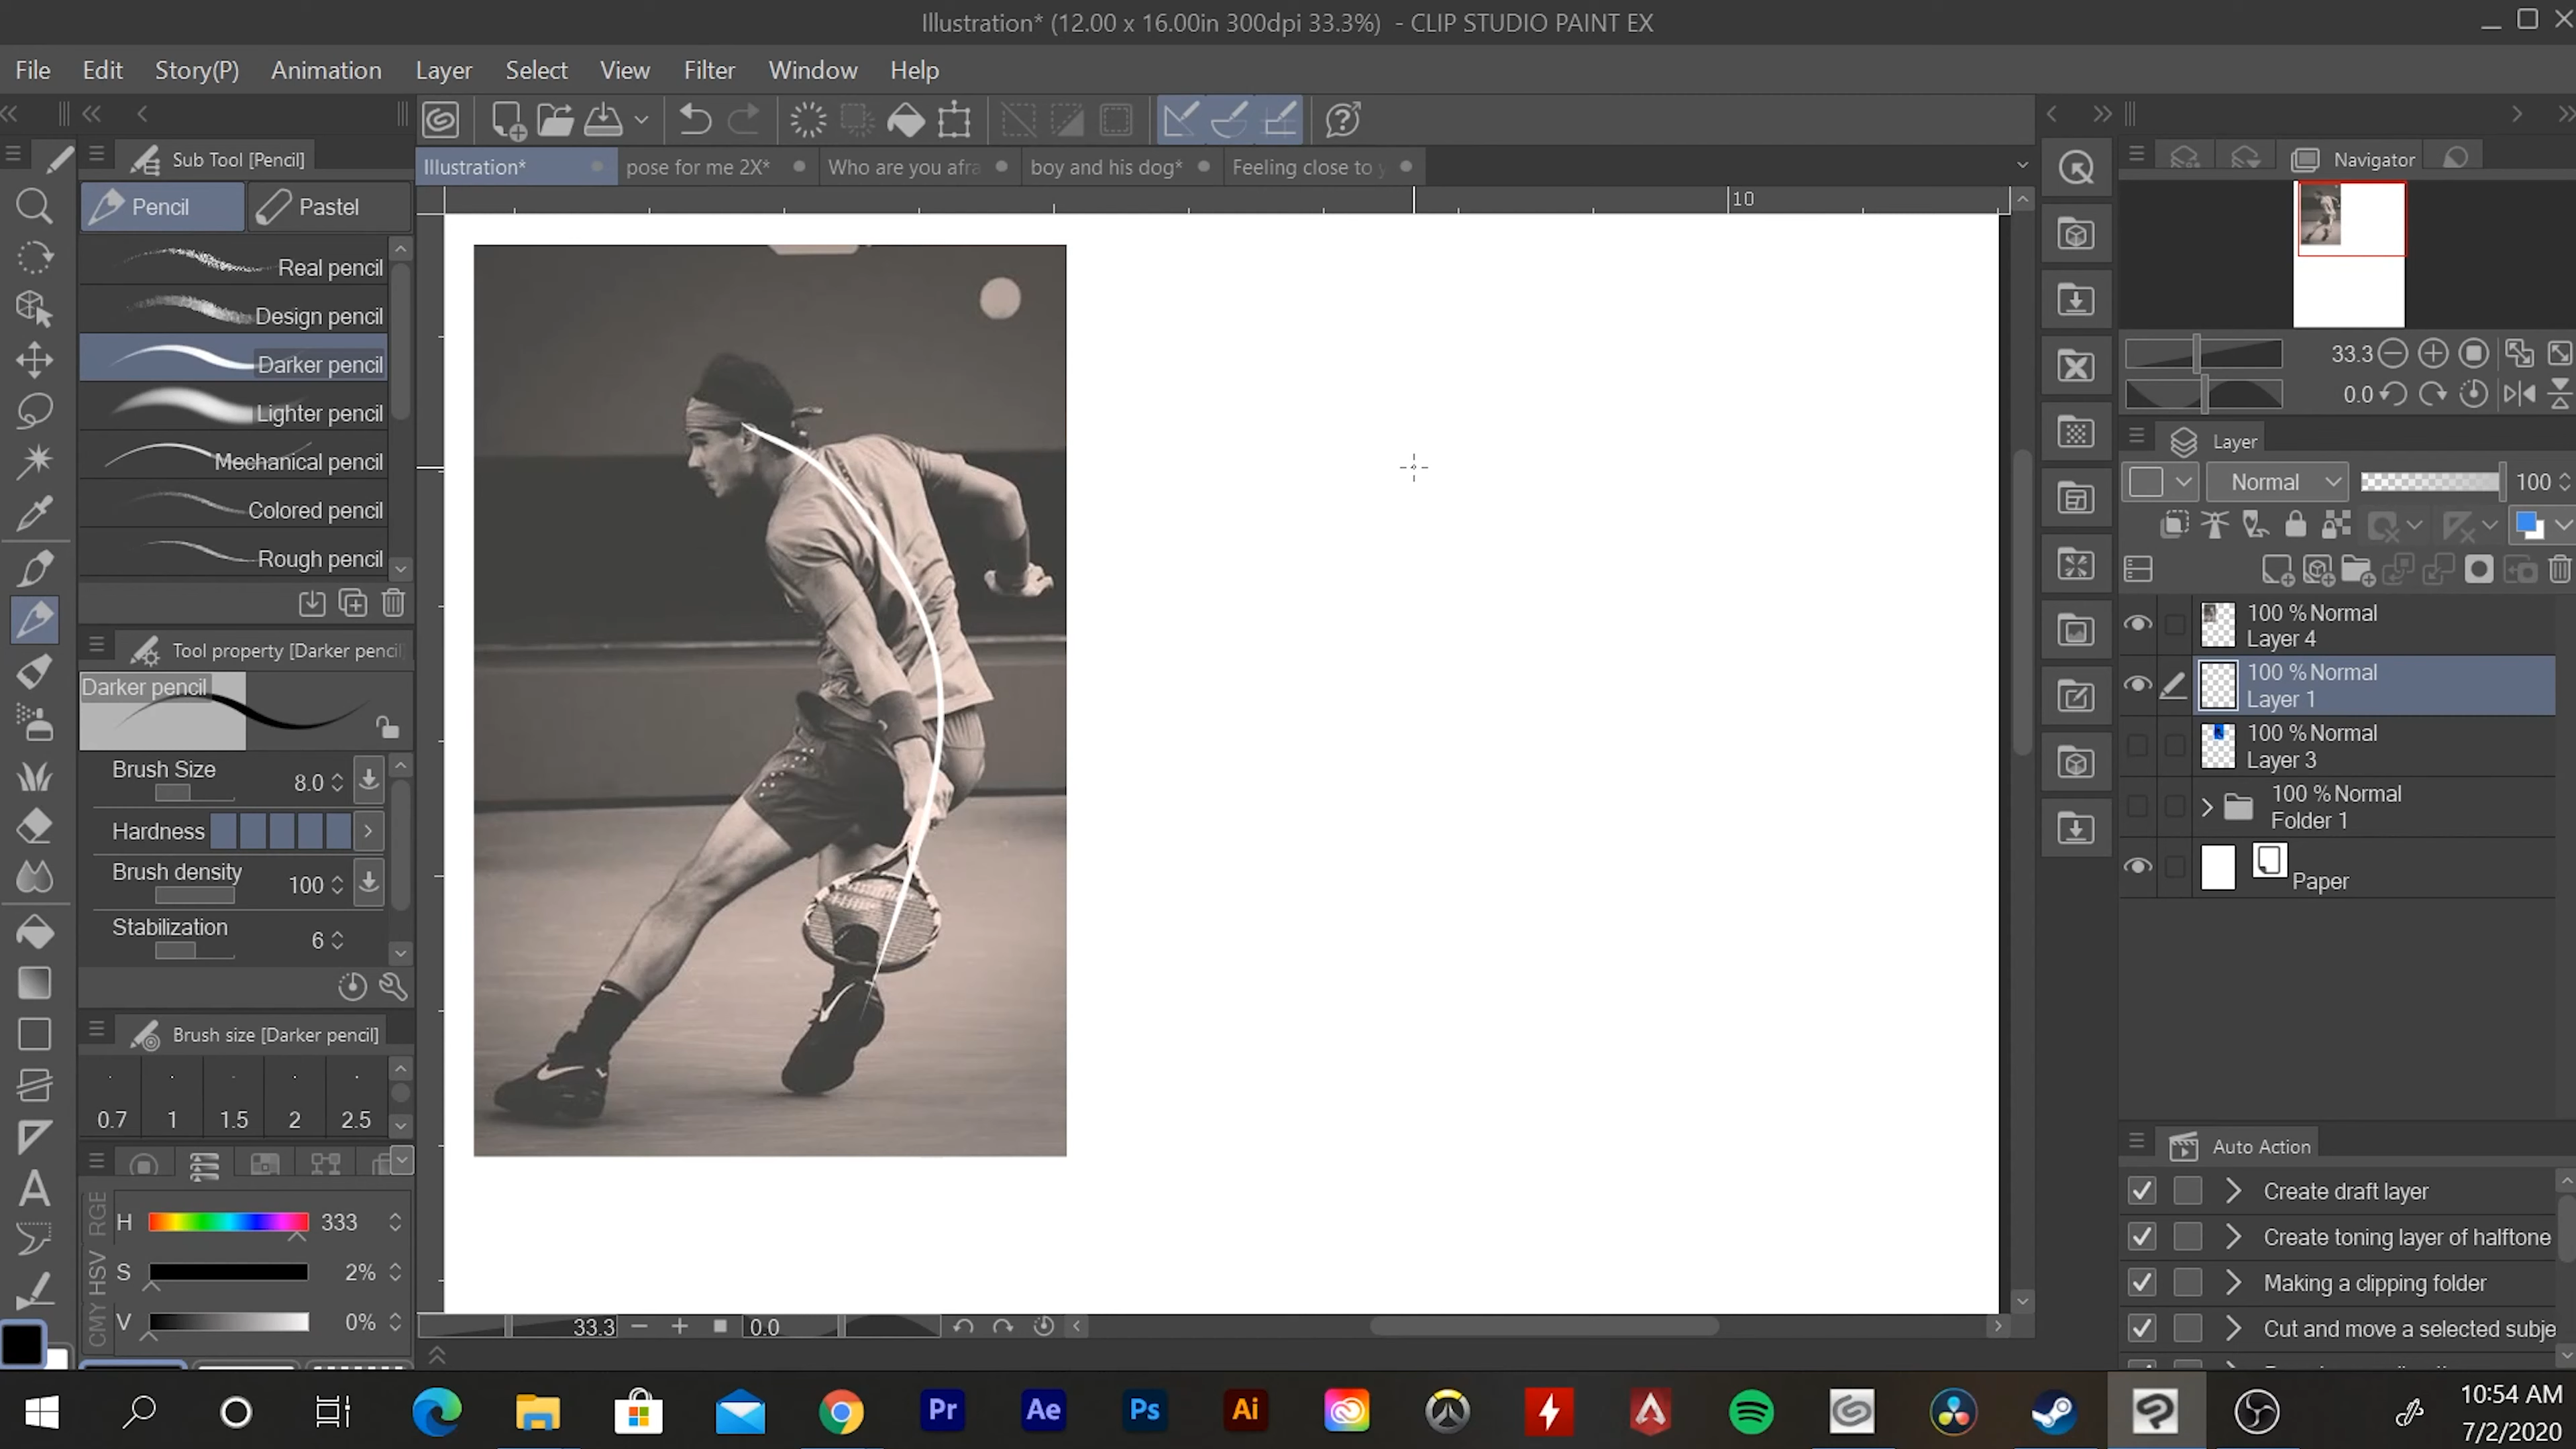 Illustration* (12.00 x 16.00in 300dpi 33.3%) - CLIP STUDIO PAINT EX
File Edit Story(P) Animation Layer Select View Filter Window Help
Sub Tool [Pencil]
Pencil Pastel
Real pencil
Design pencil
Darker pencil
Lighter pencil
Mechanical pencil
Colored pencil
Rough pencil
Tool property [Darker pencil
Darker pencil
Brush Size 8.0
Hardness
Brush density 100
Stabilization 6
Brush size [Darker pencil]
0.7 1 1.5 2 2.5
RGE
HSV
CMY
H 333
S 2%
V 0%
Illustration* pose for me 2X* Who are you afra boy and his dog* Feeling close to y
10
33.3 0.0
Navigator
33.3
0.0
Layer
Normal 100
100 % Normal
Layer 4
100 % Normal
Layer 1
100 % Normal
Layer 3
100 % Normal
Folder 1
Paper
Auto Action
Create draft layer
Create toning layer of halftone
Making a clipping folder
Cut and move a selected subje
Pr Ae Ps Ai
10:54 AM
7/2/2020